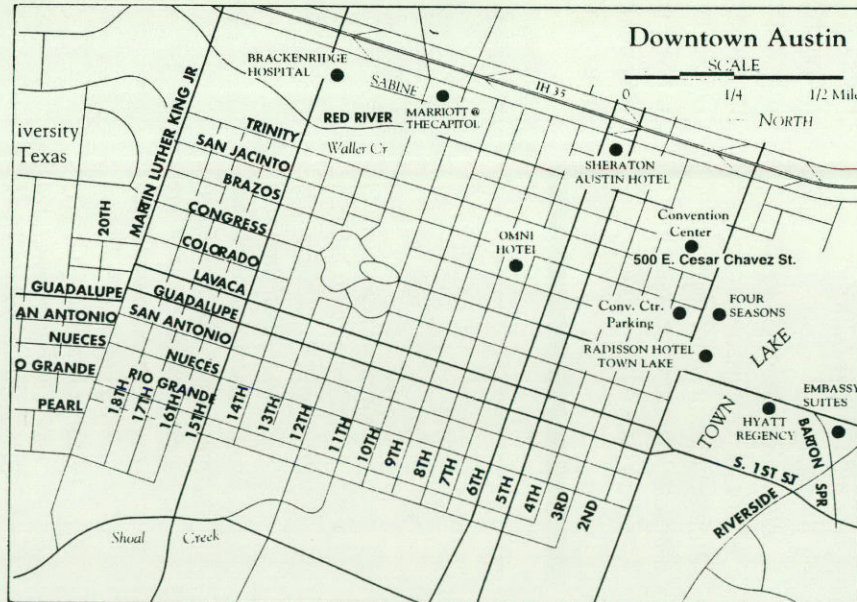 Downtown Austin
SCALE
0 1/4 1/2 Mile
NORTH
BRACKENRIDGE
HOSPITAL
SABINE
IH 35
RED RIVER
MARRIOTT @
THE CAPITOL
Waller Cr
SHERATON
AUSTIN HOTEL
iversity
Texas
MARTIN LUTHER KING JR
20TH
TRINITY
SAN JACINTO
BRAZOS
CONGRESS
COLORADO
LAVACA
GUADALUPE
SAN ANTONIO
NUECES
RIO GRANDE
GUADALUPE
AN ANTONIO
NUECES
O GRANDE
PEARL
OMNI
HOTEL
Convention
Center
500 E. Cesar Chavez St.
Conv. Ctr.
Parking
FOUR
SEASONS
RADISSON HOTEL
TOWN LAKE
TOWN
LAKE
HYATT
REGENCY
EMBASSY
SUITES
BARTON
SPR
S. 1ST ST
RIVERSIDE
18TH
17TH
16TH
15TH
14TH
13TH
12TH
11TH
10TH
9TH
8TH
7TH
6TH
5TH
4TH
3RD
2ND
Shoal Creek